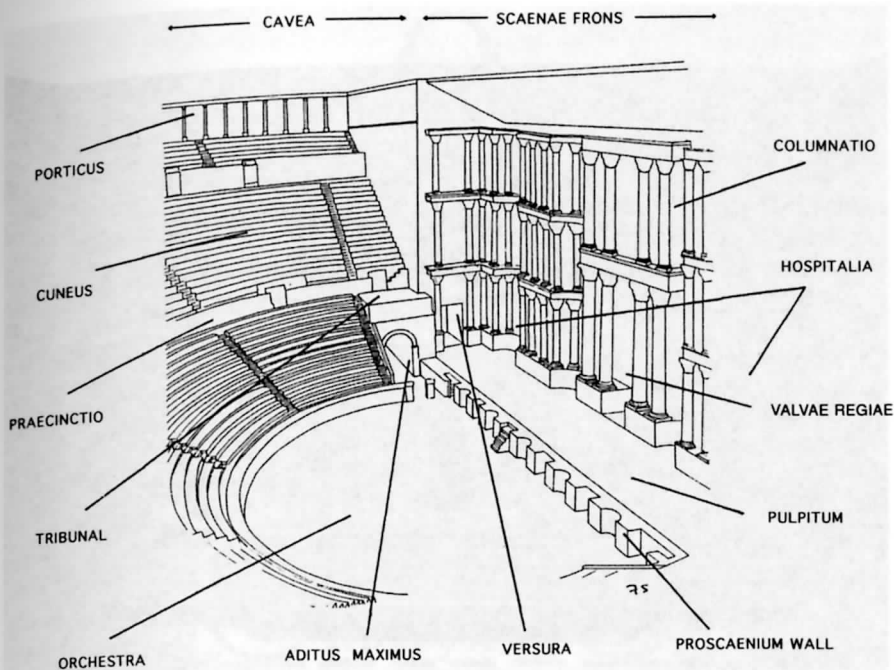 CAVEA
SCAENAE FRONS
PORTICUS
COLUMNATIO
CUNEUS
HOSPITALIA
PRAECINCTIO
VALVAE REGIAE
TRIBUNAL
PULPITUM
ORCHESTRA
ADITUS MAXIMUS
VERSURA
PROSCAENIUM WALL
75